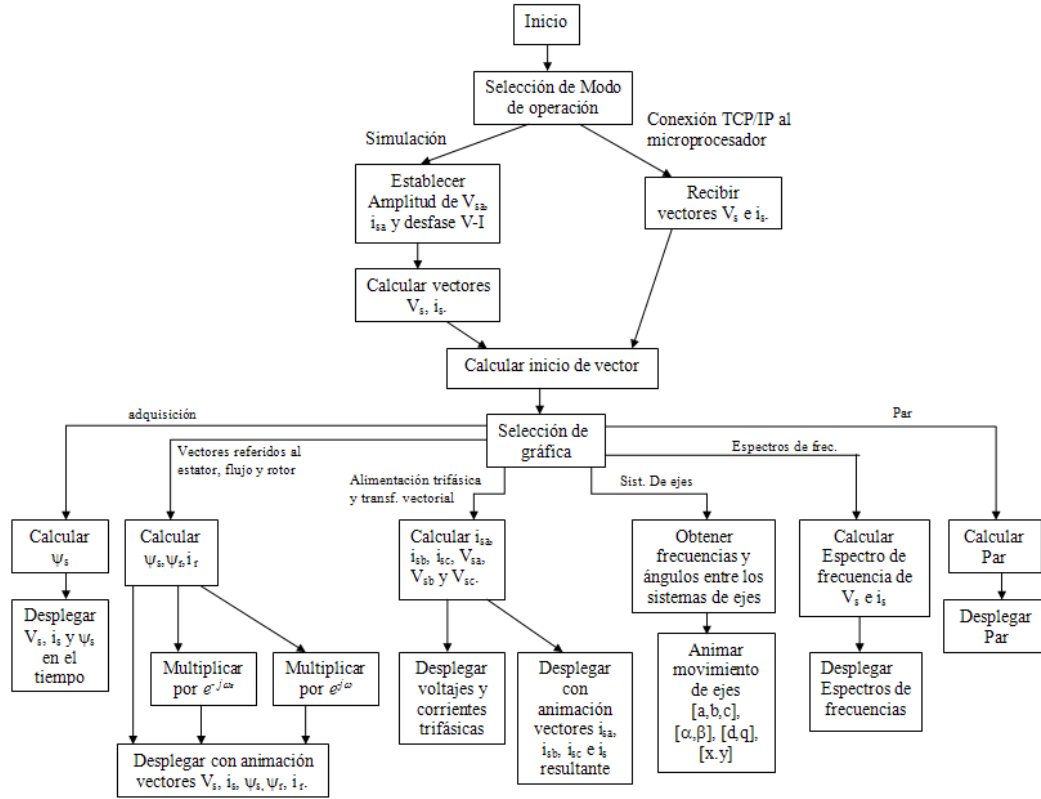 Inicio
Selección de Modo
de operación
Simulación
Conexión TCP/IP al
microprocesador
Establecer
Amplitud de Vsa,
isa y desfase V-I
Recibir
vectores Vs e is.
Calcular vectores
Vs, is.
Calcular inicio de vector
adquisición
Selección de
gráfica
Par
Vectores referidos al
estator, flujo y rotor
Espectros de frec.
Alimentación trifásica
y transf. vectorial
Sist. De ejes
Calcular
ψs
Calcular
ψs, ψr, ir
Calcular isa,
isb, isc, Vsa,
Vsb y Vsc.
Obtener
frecuencias y
ángulos entre los
sistemas de ejes
Calcular
Espectro de
frecuencia de
Vs e is
Calcular
Par
Desplegar
Vs, is y ψs
en el
tiempo
Multiplicar
por e^-jωs
Multiplicar
por e^jω
Desplegar
voltajes y
corrientes
trifásicas
Desplegar
con
animación
vectores isa,
isb, isc e is
resultante
Animar
movimiento
de ejes
[a,b,c],
[α,β], [d,q],
[x.y]
Desplegar
Espectros de
frecuencias
Desplegar
Par
Desplegar con animación
vectores Vs, is, ψs, ψr, ir.